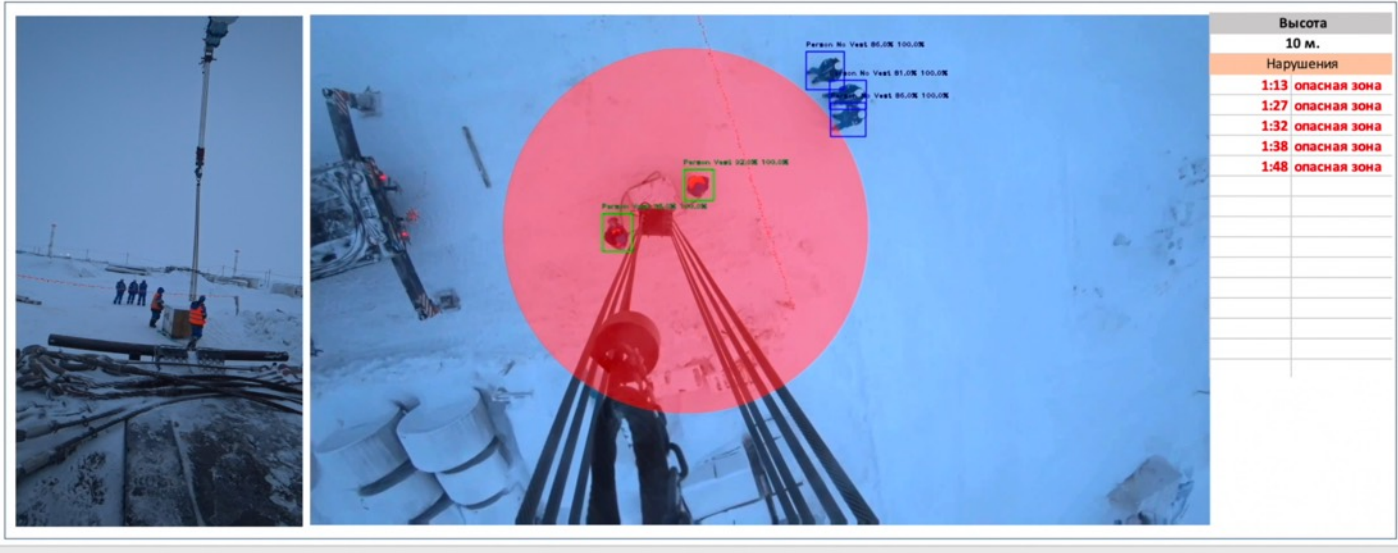 Person No Vest 86.0% 100.0%
Person No Vest 81.0% 100.0%
Person No Vest 86.0% 100.0%
Person Vest 92.0% 100.0%
Person
Высота
10 м.
Нарушения
1:13 опасная зона
1:27 опасная зона
1:32 опасная зона
1:38 опасная зона
1:48 опасная зона